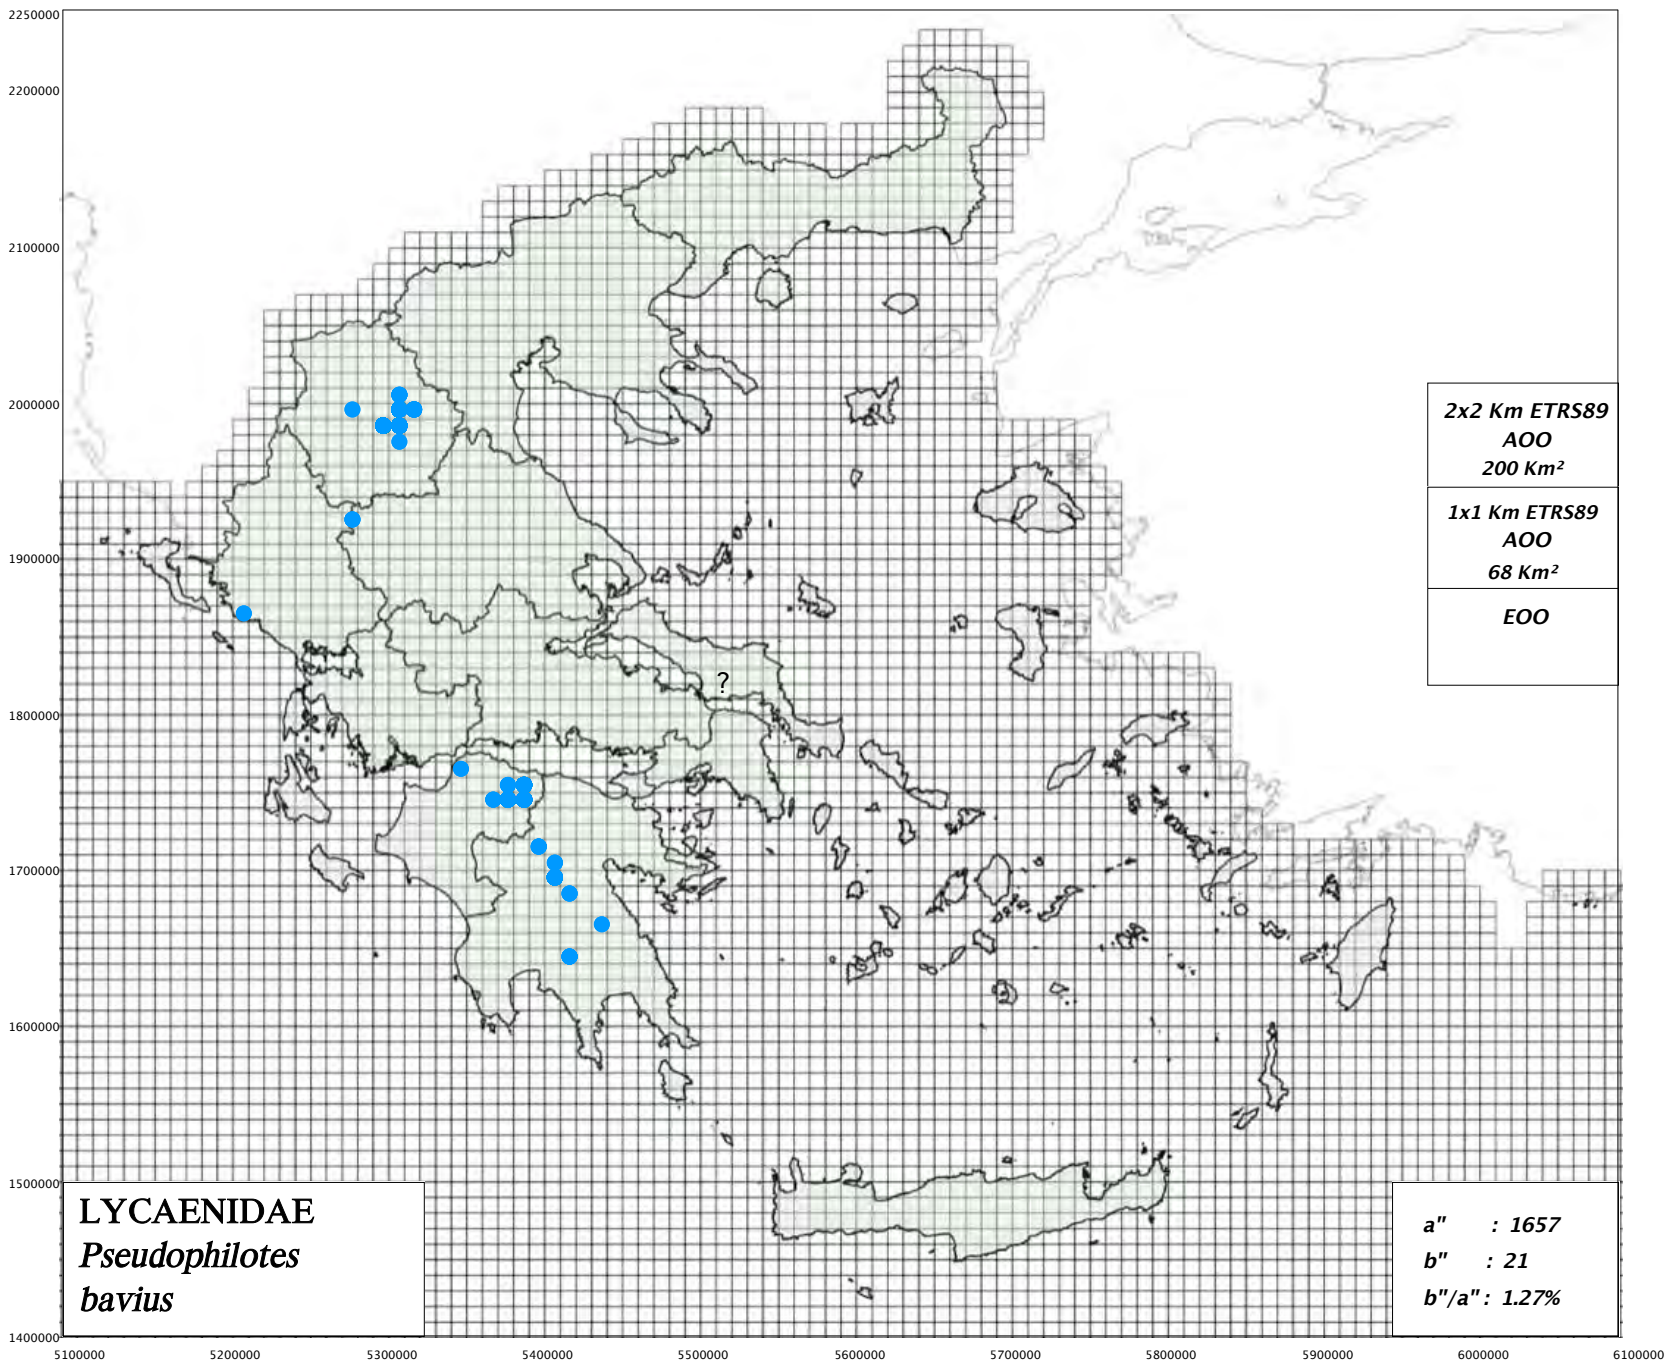 2250000
2200000
2100000
2000000
1900000
1800000
1700000
1600000
1500000
1400000
2x2 Km ETRS89
AOO
200 Km²
1x1 Km ETRS89
AOO
68 Km²
EOO
?
LYCAENIDAE
Pseudophilotes
bavius
a" : 1657
b" : 21
b"/a" : 1.27%
5100000 5200000 5300000 5400000 5500000 5600000 5700000 5800000 5900000 6000000 6100000